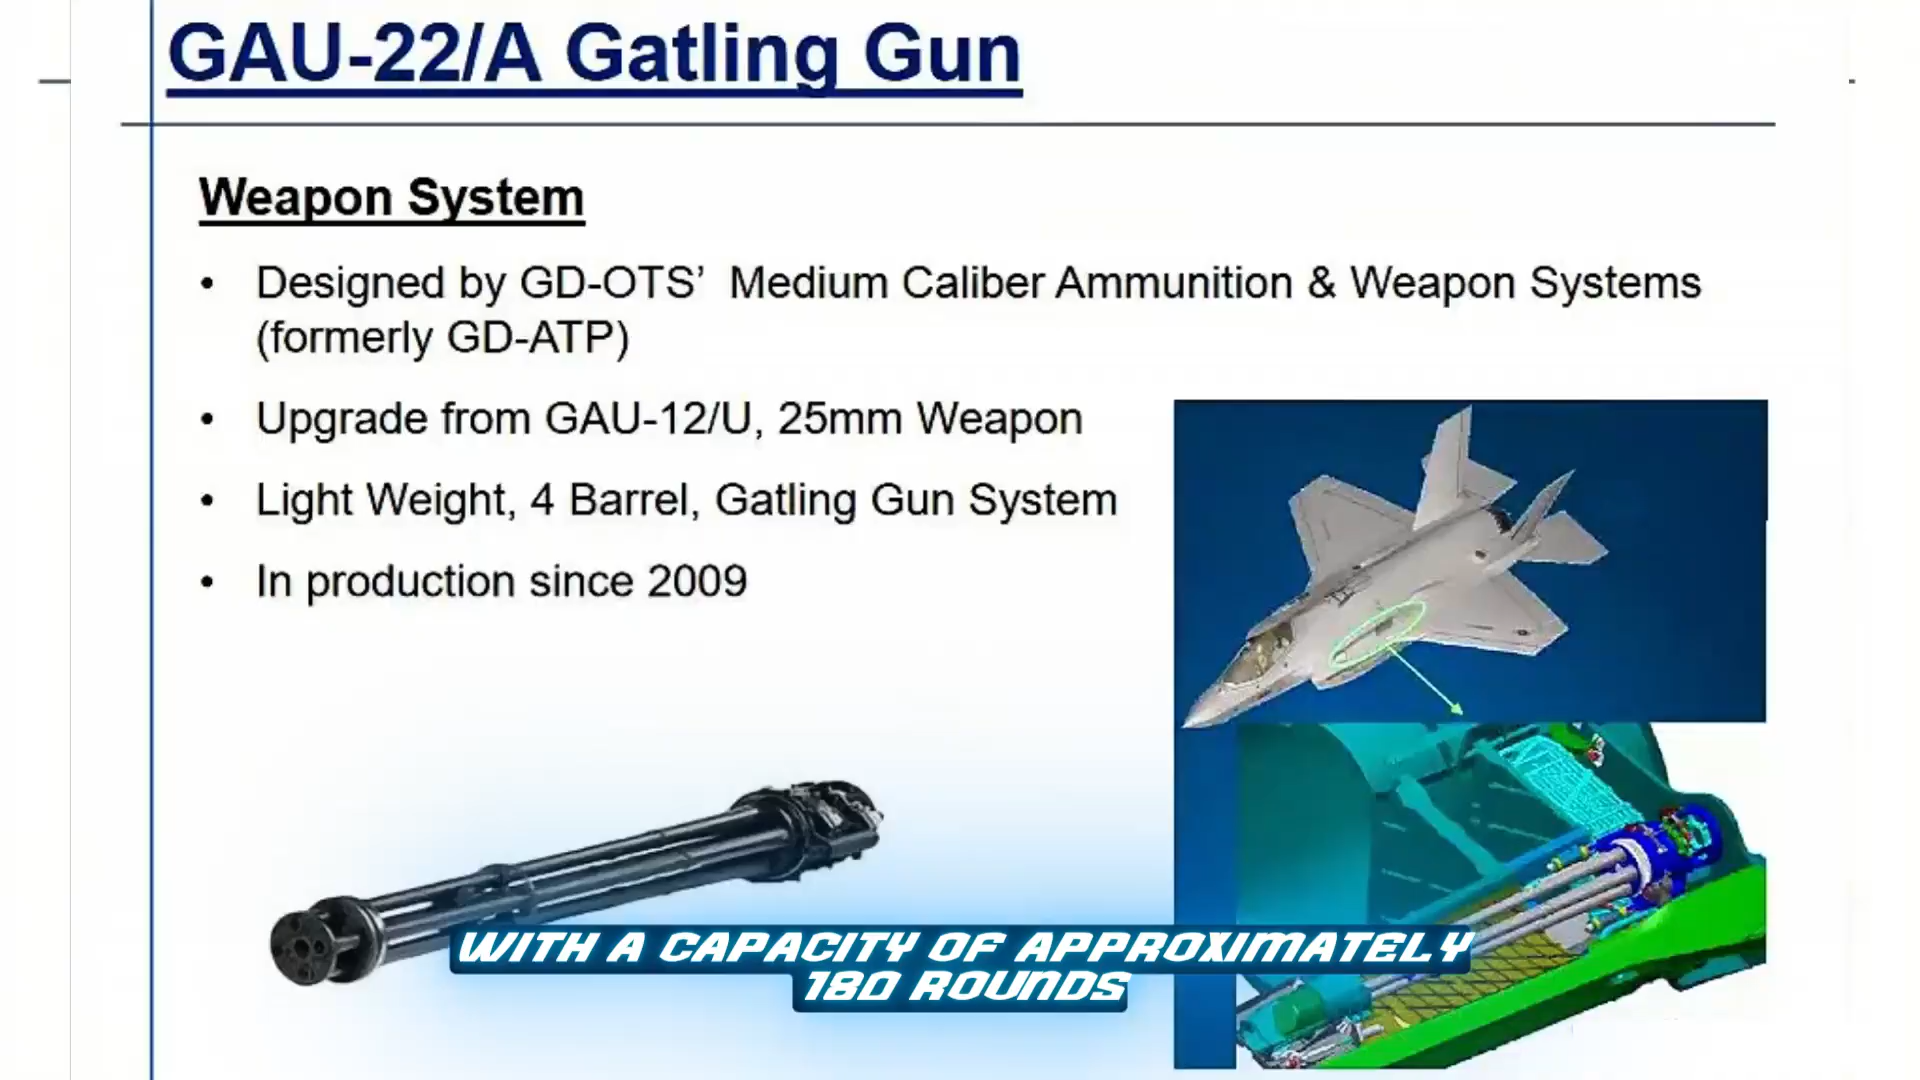 GAU-22/A Gatling Gun
Weapon System
• Designed by GD-OTS’ Medium Caliber Ammunition & Weapon Systems
(formerly GD-ATP)
• Upgrade from GAU-12/U, 25mm Weapon
• Light Weight, 4 Barrel, Gatling Gun System
• In production since 2009
WITH A CAPACITY OF APPROXIMATELY
180 ROUNDS